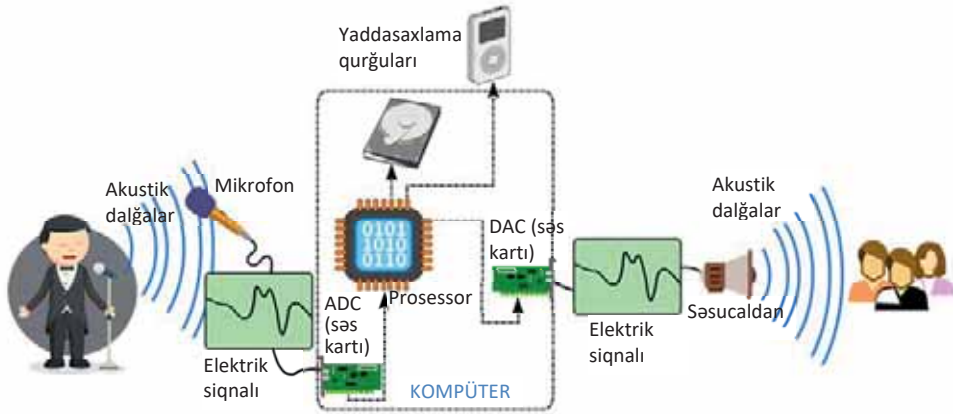 Yaddasaxlama
qurğuları
Akustik
dalğalar
Mikrofon
0101
1010
0110
Prosessor
ADC (səs
kartı)
Elektrik
siqnalı
KOMPÜTER
DAC (səs
kartı)
Elektrik
siqnalı
Səsucaldan
Akustik
dalğalar